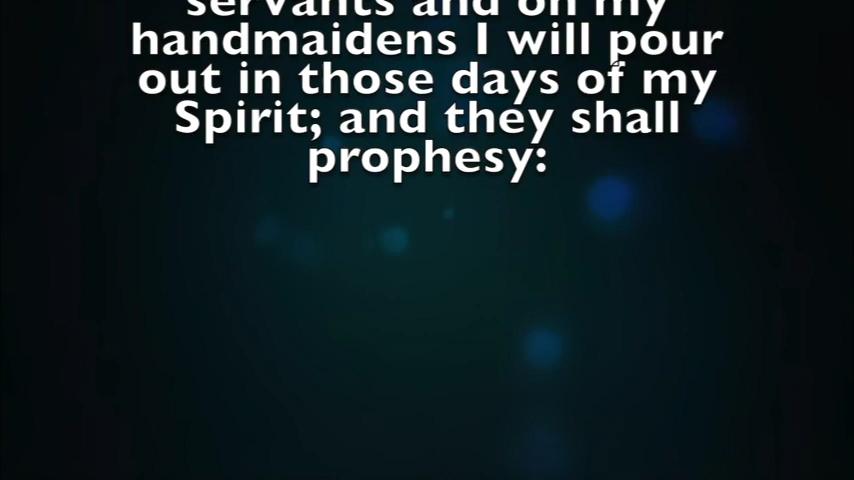 servants and on my
handmaidens I will pour
out in those days of my
Spirit; and they shall
prophesy: